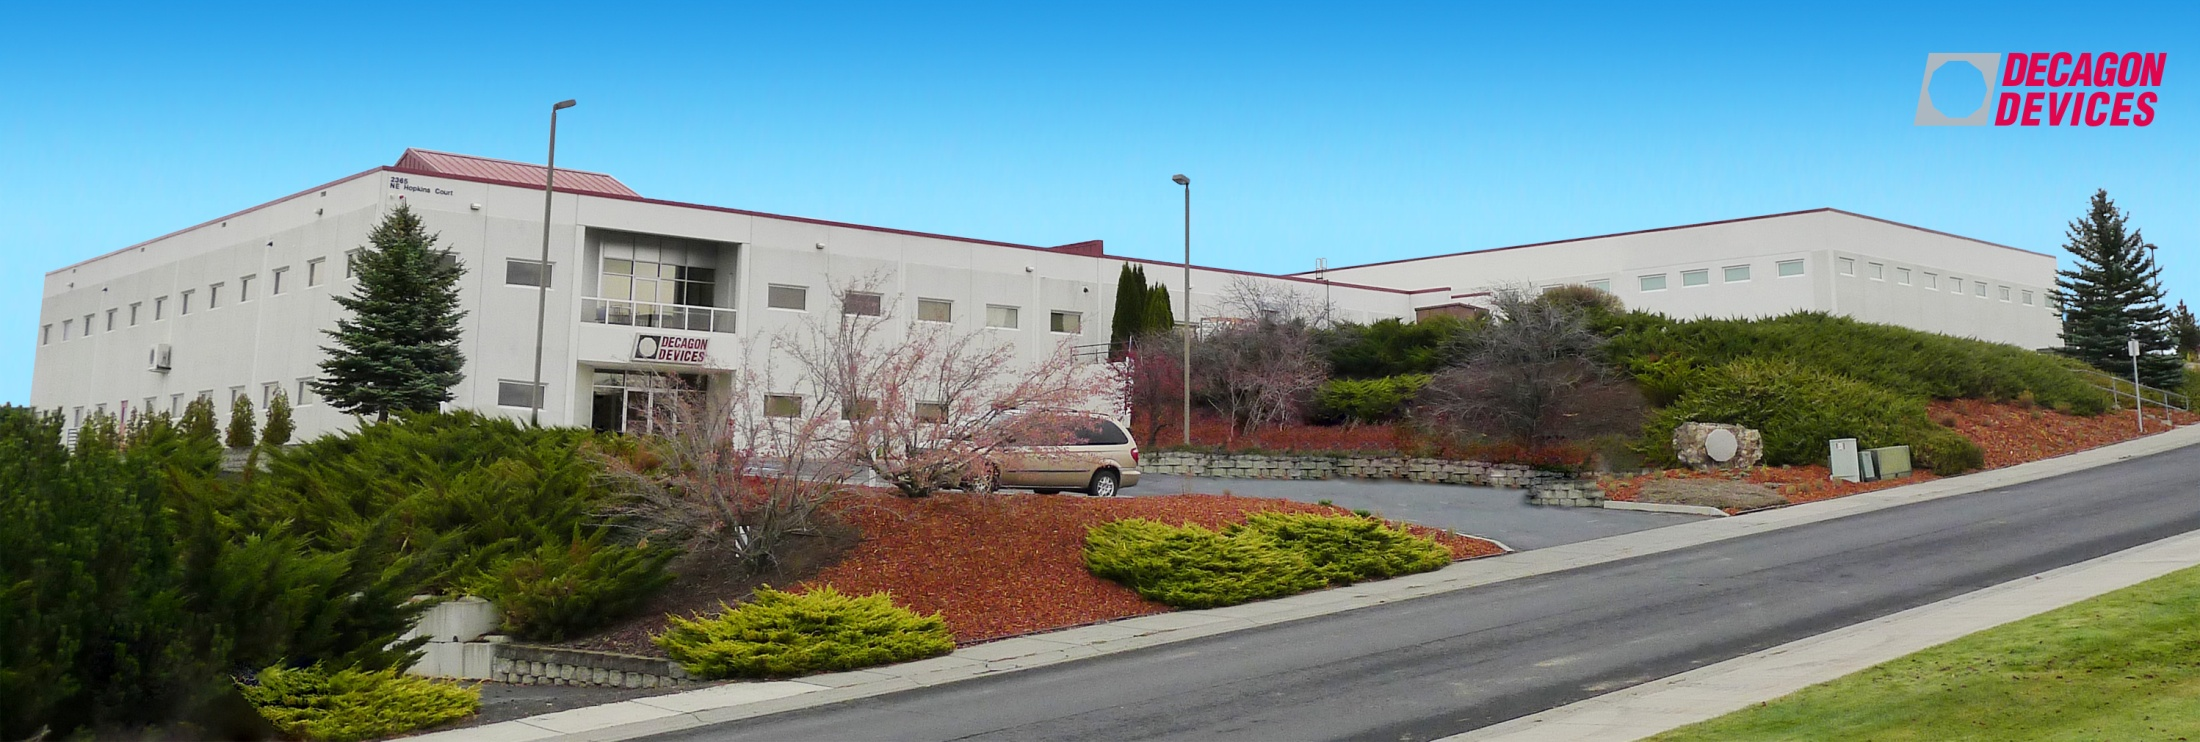 DECAGON
DEVICES
2365
NE Hopkins Court
DECAGON
DEVICES